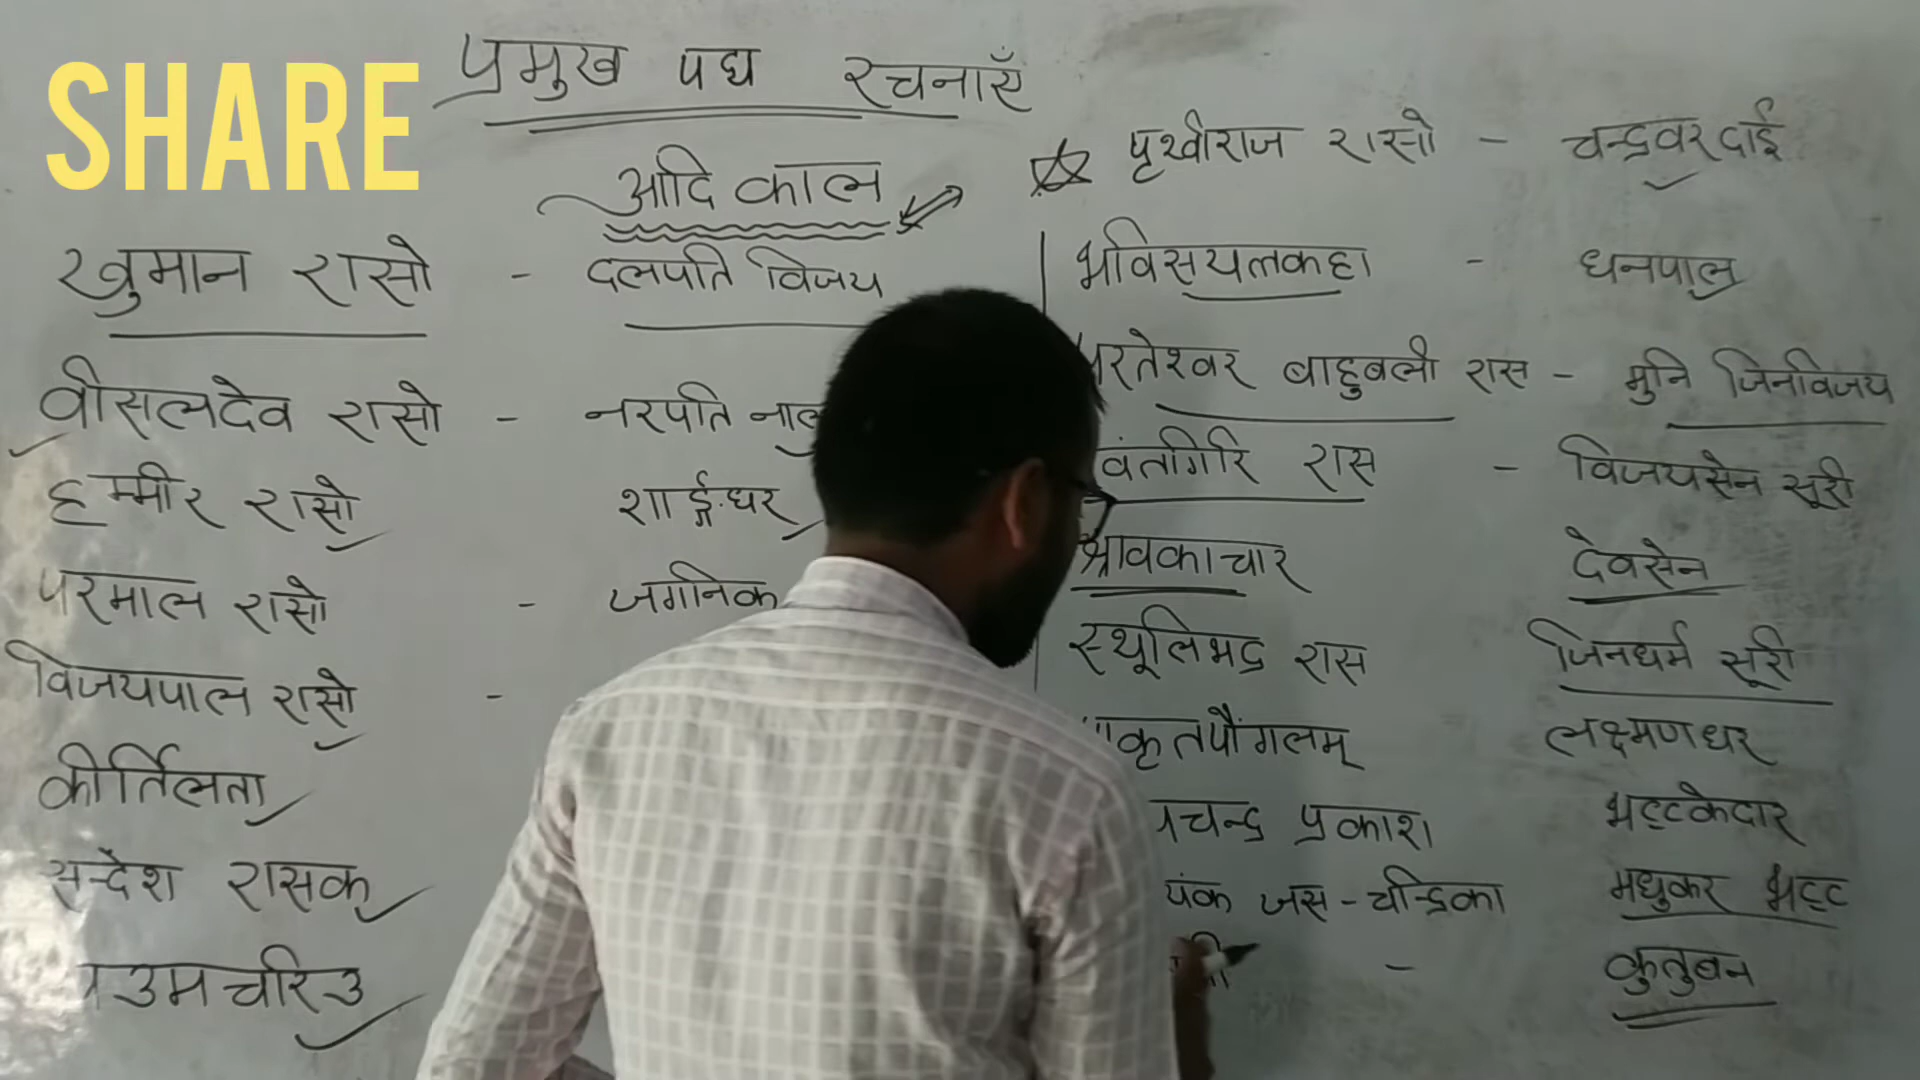 SHARE
प्रमुख पद्य रचनाएँ
आदि काल
खुमान रासो - दलपति विजय
वीसलदेव रासो - नरपति
हम्मीर रासो शार्ङ्गधर
परमाल रासो - जगनिक
विजयपाल रासो -
कीर्तिलता
सन्देश रासक
पउमचरिउ
पृथ्वीराज रासो - चन्द्रवरदाई
भविसयत्तकहा - धनपाल
भरतेश्वर बाहुबली रास - मुनि जिनविजय
रास - विजयसेन सूरी
श्रावकाचार देवसेन
स्थूलिभद्र रास जिनधर्म सूरी
लक्ष्मणधर
प्रकाश भट्टकेदार
जस-चन्द्रिका मधुकर भट्ट
- कुतुबन